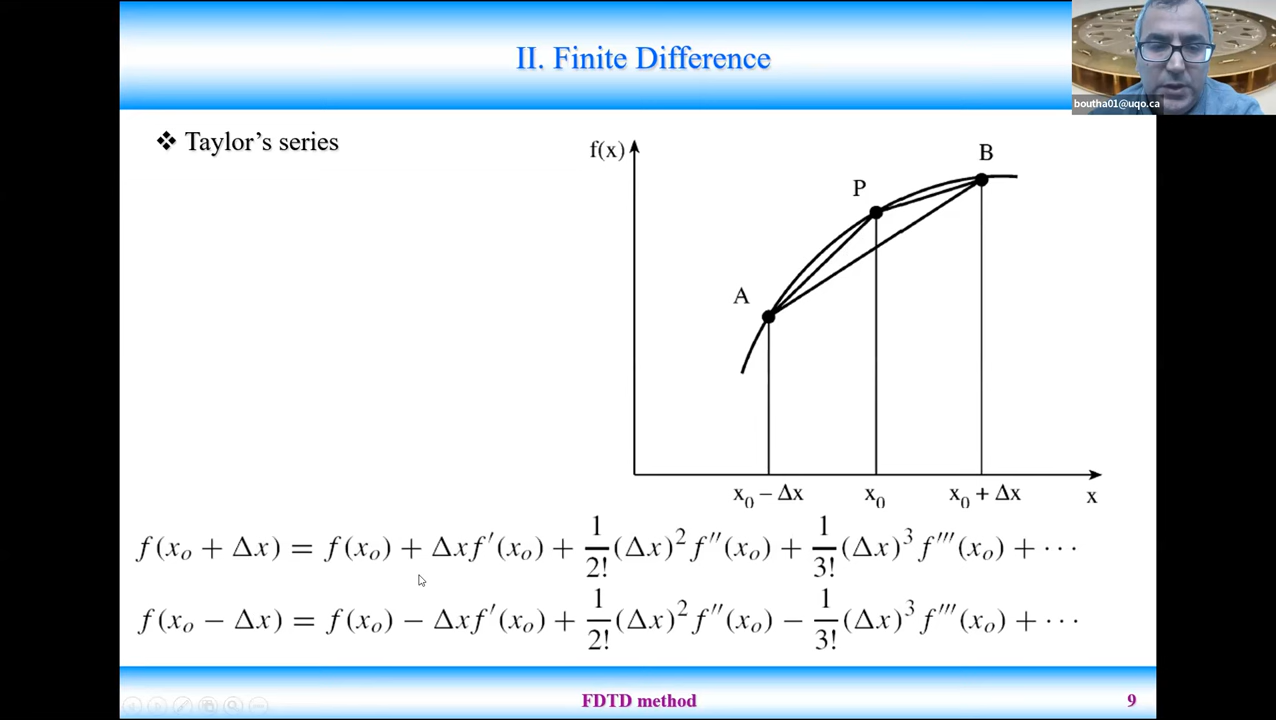 II. Finite Difference
boutha01@uqo.ca
❖ Taylor’s series
f(x)
B
P
A
x₀ – Δx
x₀
x₀ + Δx
x
f(xₒ + Δx) = f(xₒ) + Δxf′(xₒ) + 1/2! (Δx)² f″(xₒ) + 1/3! (Δx)³ f‴(xₒ) + ⋯
f(xₒ − Δx) = f(xₒ) − Δxf′(xₒ) + 1/2! (Δx)² f″(xₒ) − 1/3! (Δx)³ f‴(xₒ) + ⋯
FDTD method
9